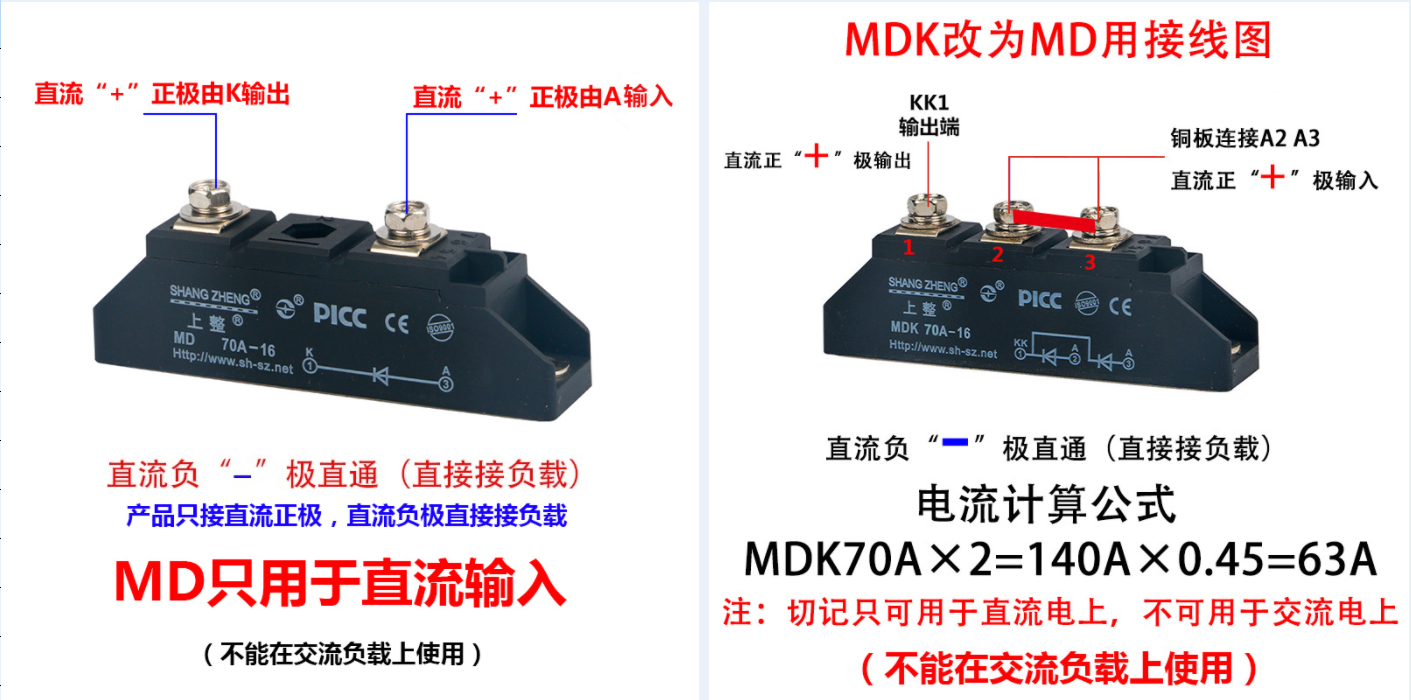 直流“+”正极由K输出
直流“+”正极由A输入
SHANG ZHENG®
上整®
® PICC CE ISO9001
MD 70A-16
Http://www.sh-sz.net
K
1
A
3
直流负“－”极直通（直接接负载）
产品只接直流正极，直流负极直接接负载
MD只用于直流输入
（不能在交流负载上使用）
MDK改为MD用接线图
KK1
输出端
直流正“+”极输出
铜板连接A2 A3
直流正“+”极输入
1
2
3
SHANG ZHENG®
上整®
® PICC ISO9001 CE
MDK 70A-16
Http://www.sh-sz.net
KK
1
A
2
A
3
直流负“－”极直通（直接接负载）
电流计算公式
MDK70A×2=140A×0.45=63A
注：切记只可用于直流电上，不可用于交流电上
（不能在交流负载上使用）